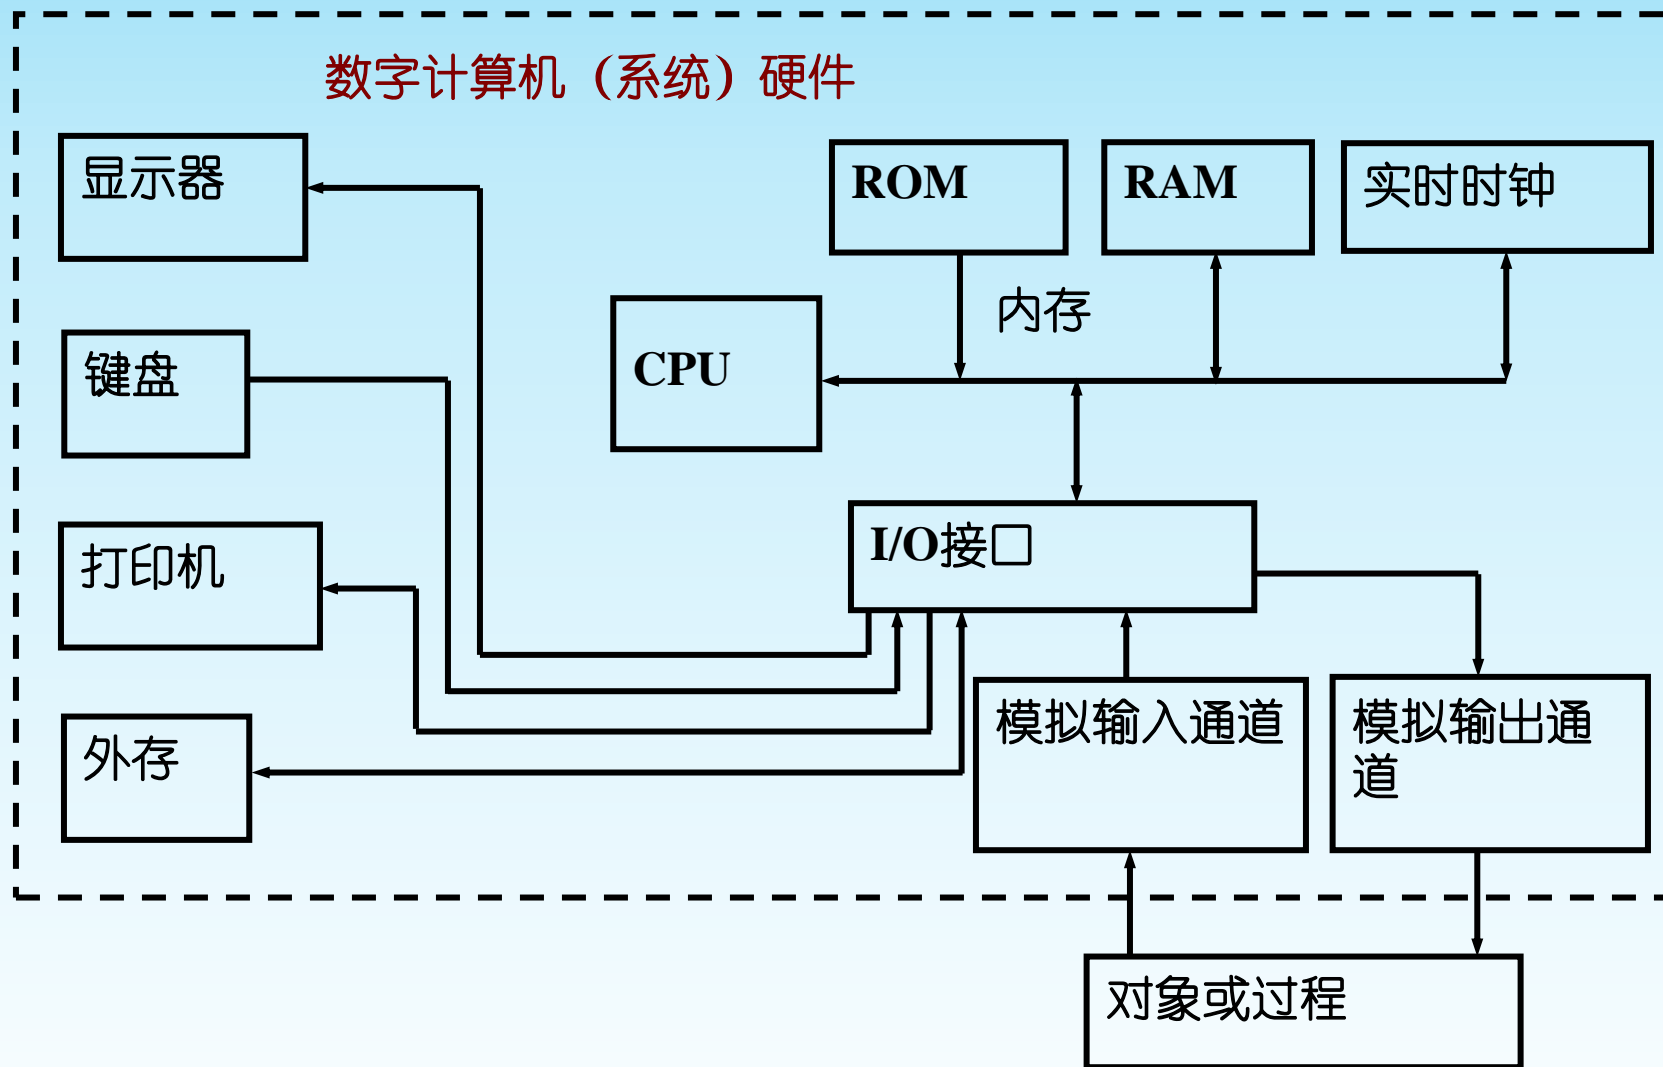 数字计算机（系统）硬件
显示器
ROM
RAM
实时时钟
内存
键盘
CPU
打印机
I/O接口
外存
模拟输入通道
模拟输出通
道
对象或过程